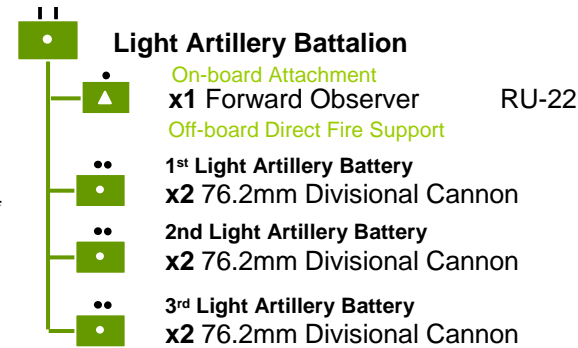 Light Artillery Battalion
On-board Attachment
x1 Forward Observer RU-22
Off-board Direct Fire Support
1st Light Artillery Battery
x2 76.2mm Divisional Cannon
2nd Light Artillery Battery
x2 76.2mm Divisional Cannon
3rd Light Artillery Battery
x2 76.2mm Divisional Cannon